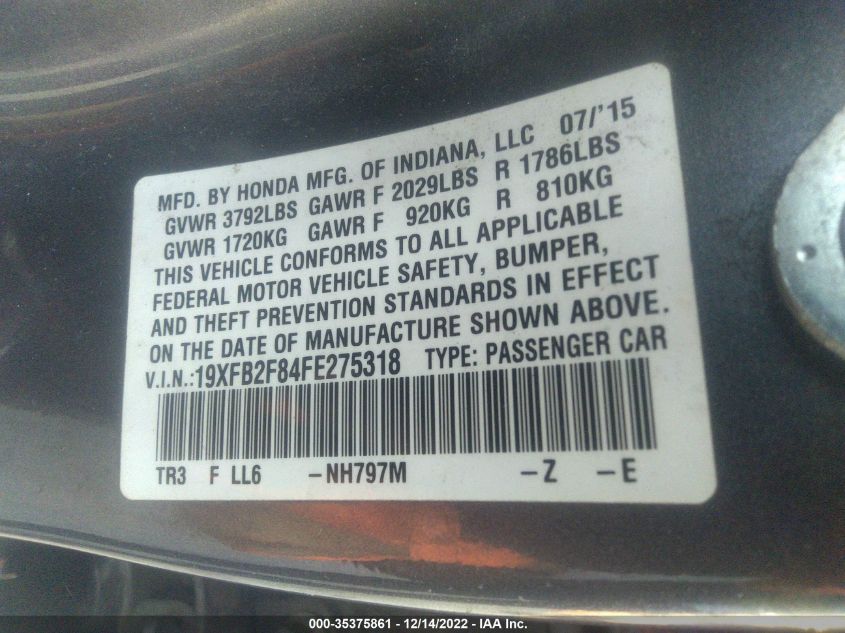 MFD. BY HONDA MFG. OF INDIANA, LLC 07/'15
GVWR 3792LBS GAWR F 2029LBS R 1786LBS
GVWR 1720KG GAWR F 920KG R 810KG
THIS VEHICLE CONFORMS TO ALL APPLICABLE
FEDERAL MOTOR VEHICLE SAFETY, BUMPER,
AND THEFT PREVENTION STANDARDS IN EFFECT
ON THE DATE OF MANUFACTURE SHOWN ABOVE.
V.I.N.:19XFB2F84FE275318 TYPE: PASSENGER CAR
TR3 F LL6 -NH797M -Z -E
000-35375861 - 12/14/2022 - IAA Inc.